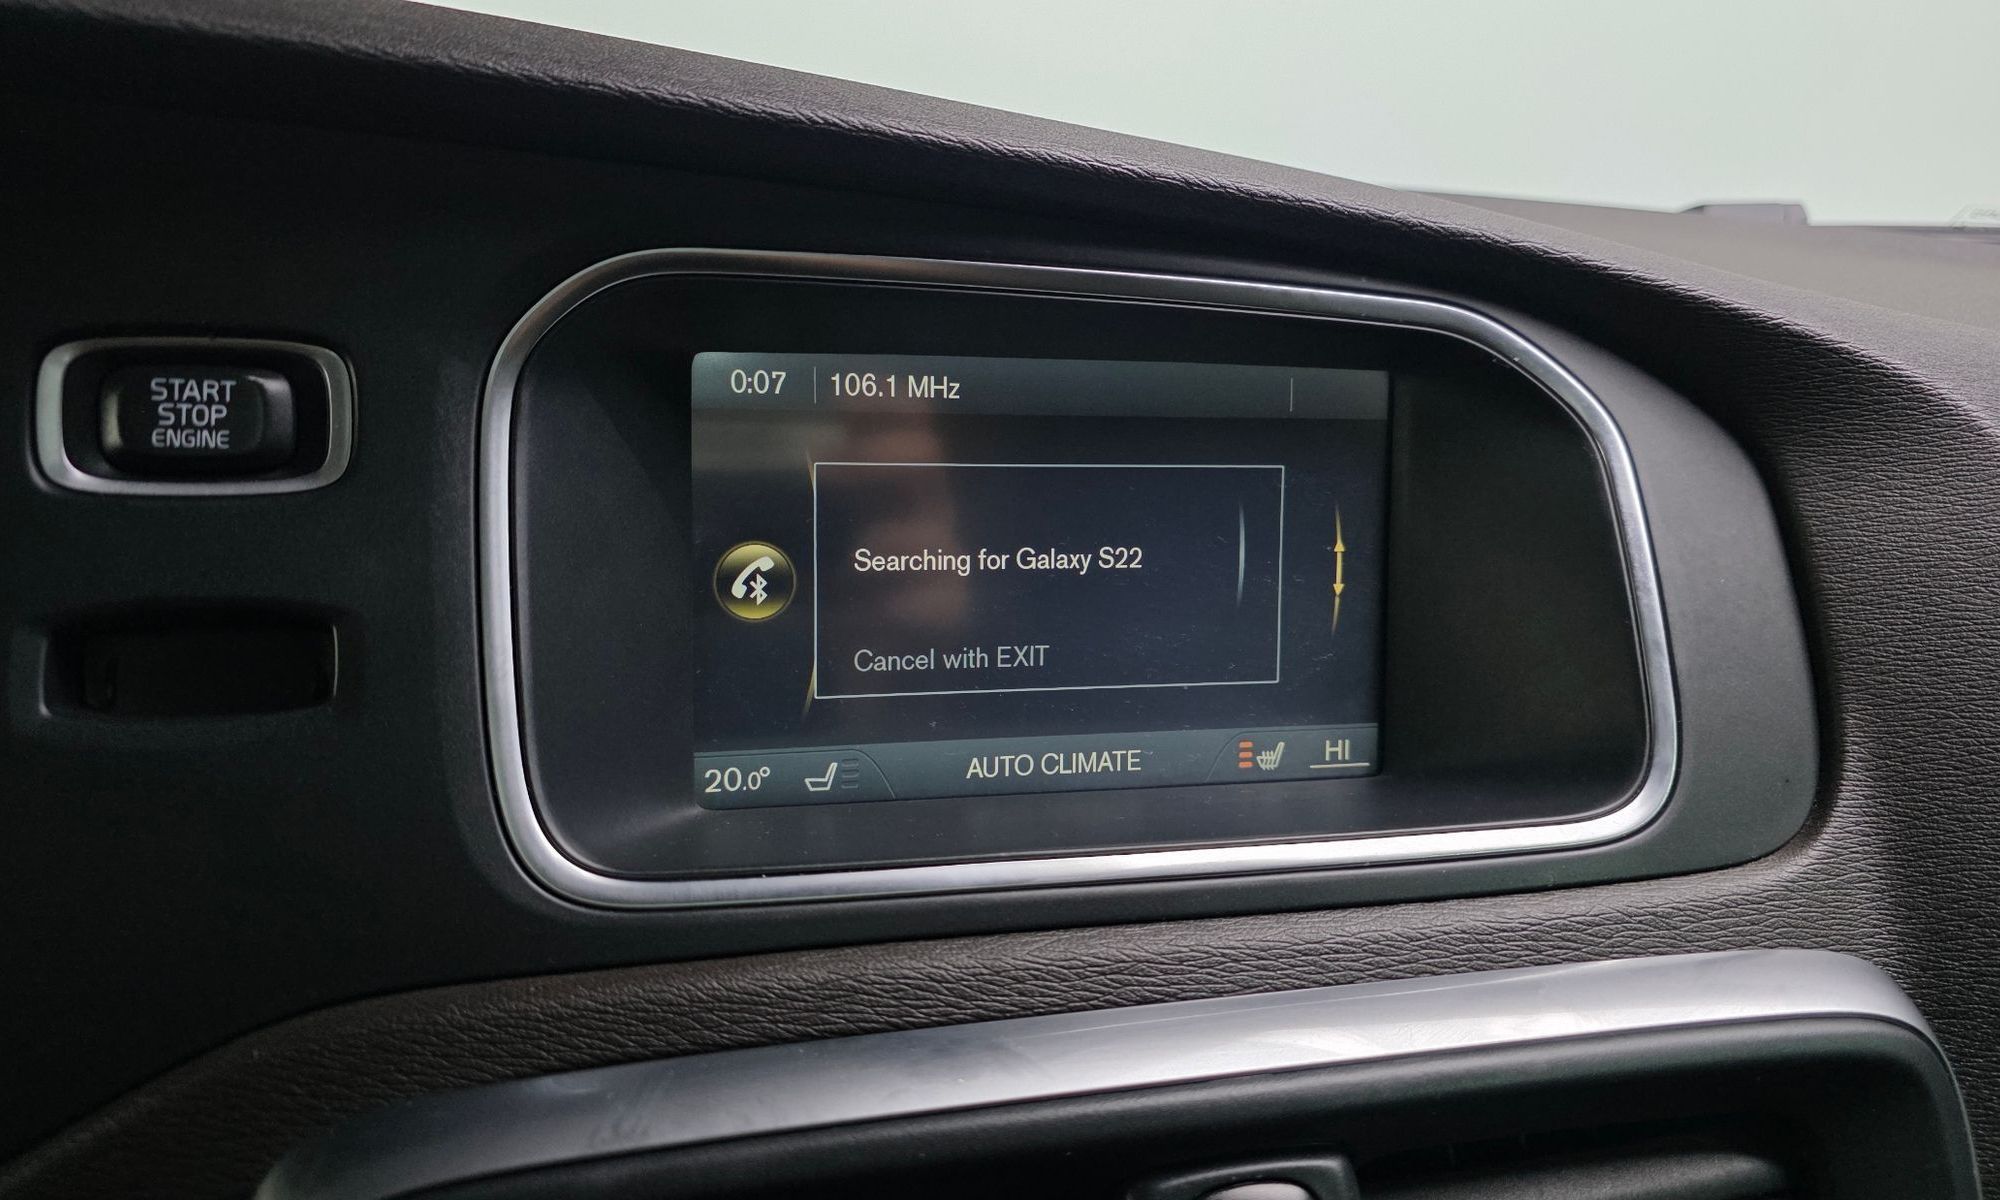 START
STOP
ENGINE
0:07 106.1 MHz
Searching for Galaxy S22
Cancel with EXIT
20.0° AUTO CLIMATE HI